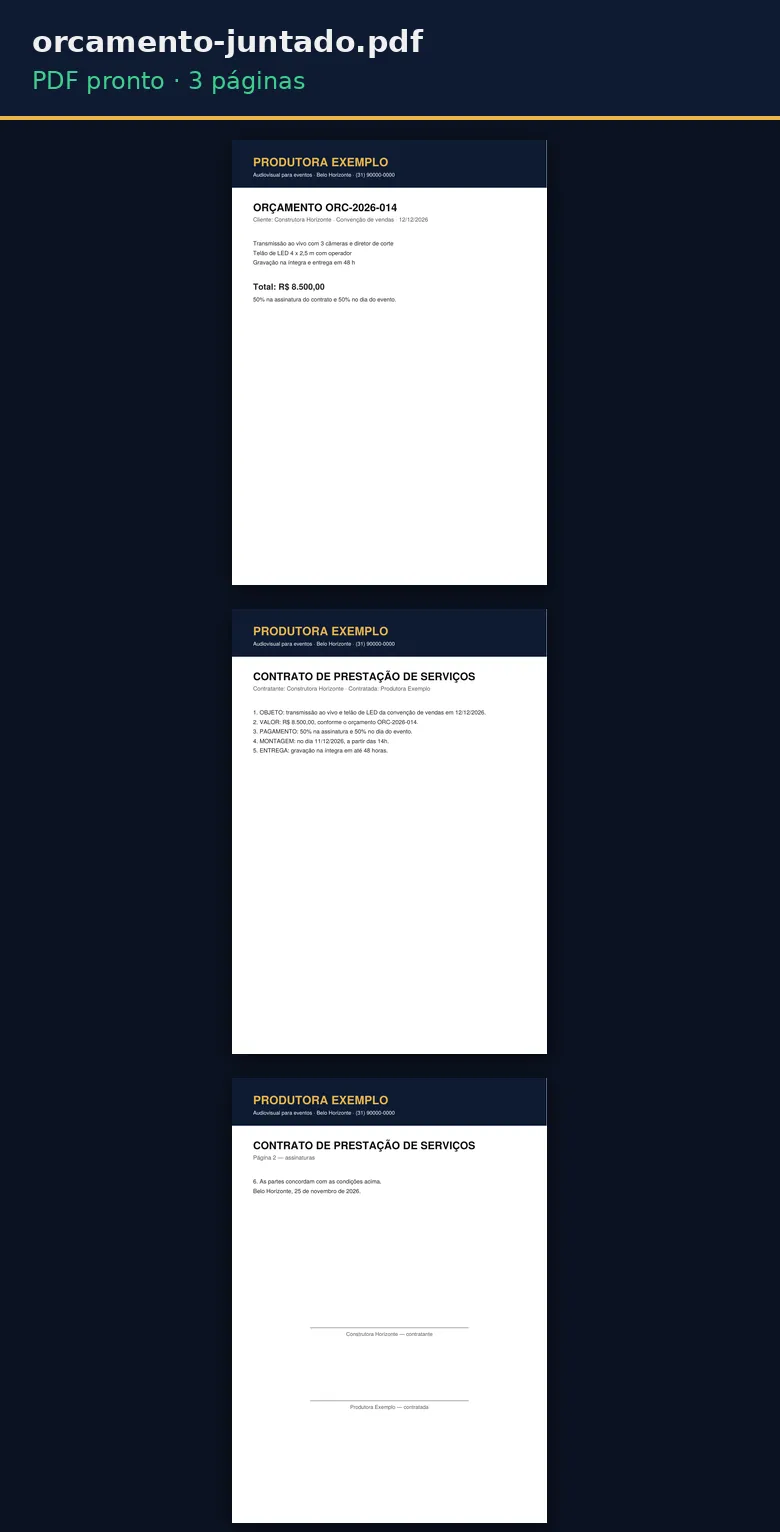 orcamento-juntado.pdf
PDF pronto · 3 páginas
PRODUTORA EXEMPLO
Audiovisual para eventos · Belo Horizonte · (31) 90000-0000
ORÇAMENTO ORC-2026-014
Cliente: Construtora Horizonte · Convenção de vendas · 12/12/2026
Transmissão ao vivo com 3 câmeras e diretor de corte
Telão de LED 4 x 2,5 m com operador
Gravação na íntegra e entrega em 48 h
Total: R$ 8.500,00
50% na assinatura do contrato e 50% no dia do evento.
PRODUTORA EXEMPLO
Audiovisual para eventos · Belo Horizonte · (31) 90000-0000
CONTRATO DE PRESTAÇÃO DE SERVIÇOS
Contratante: Construtora Horizonte · Contratada: Produtora Exemplo
1. OBJETO: transmissão ao vivo e telão de LED da convenção de vendas em 12/12/2026.
2. VALOR: R$ 8.500,00, conforme o orçamento ORC-2026-014.
3. PAGAMENTO: 50% na assinatura e 50% no dia do evento.
4. MONTAGEM: no dia 11/12/2026, a partir das 14h.
5. ENTREGA: gravação na íntegra em até 48 horas.
PRODUTORA EXEMPLO
Audiovisual para eventos · Belo Horizonte · (31) 90000-0000
CONTRATO DE PRESTAÇÃO DE SERVIÇOS
Página 2 — assinaturas
6. As partes concordam com as condições acima.
Belo Horizonte, 25 de novembro de 2026.
Construtora Horizonte — contratante
Produtora Exemplo — contratada